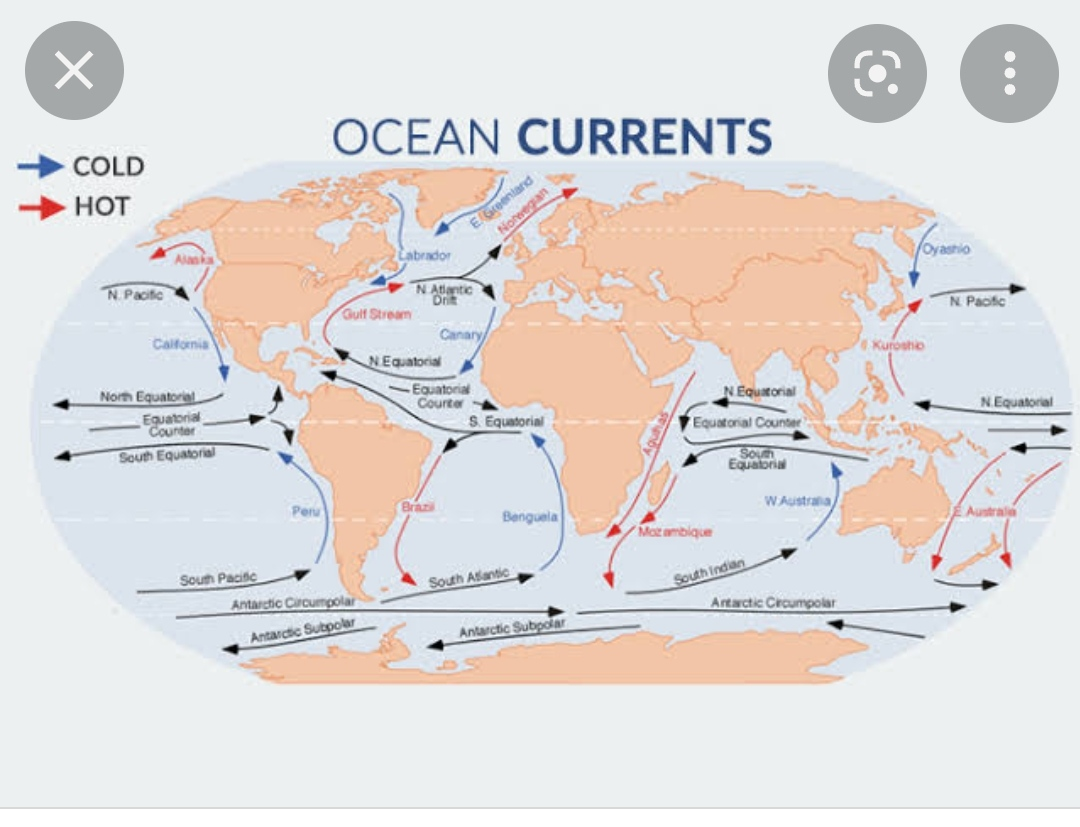 OCEAN CURRENTS
COLD
HOT
E. Greenland
Norwegian
Labrador
Alaska
Oyashio
N. Pacific
N. Atlantic
Drift
N. Pacific
Gulf Stream
Canary
California
Kuroshio
N.Equatorial
North Equatorial
Equatorial
Counter
N.Equatorial
N.Equatorial
Equatorial
Counter
S. Equatorial
Equatorial Counter
South Equatorial
South
Equatorial
Agulhas
Peru
Brazil
Benguela
W.Australia
E.Australia
Mozambique
South Pacific
South Atlantic
South Indian
Antarctic Circumpolar
Antarctic Circumpolar
Antarctic Subpolar
Antarctic Subpolar